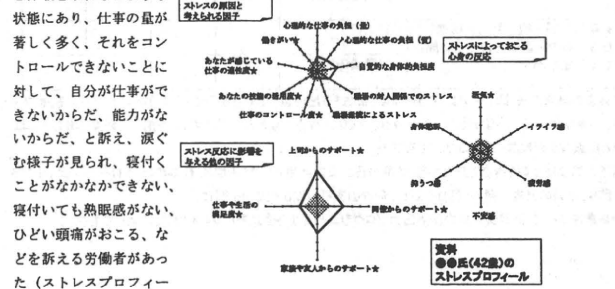 状態にあり、仕事の量が
著しく多く、それをコン
トロールできないことに
対して、自分が仕事がで
きないからだ、能力がな
いからだ、と訴え、涙ぐ
む様子が見られ、寝付く
ことがなかなかできない、
寝付いても熟眠感がない、
ひどい頭痛がおこる、な
どを訴える労働者があっ
た（ストレスプロフィー
ストレスの原因と
考えられる因子
心理的な仕事の負担（量）
働きがい★
心理的な仕事の負担（質）
あなたが感じている
仕事の適性度★
自覚的な身体的負担度
あなたの技能の活用度★
職場の対人関係でのストレス
仕事のコントロール度★
職場環境によるストレス
ストレスによっておこる
心身の反応
活気★
イライラ感
疲労感
不安感
抑うつ感
身体愁訴
ストレス反応に影響を
与える他の因子
上司からのサポート★
仕事や生活の
満足度★
同僚からのサポート★
家族や友人からのサポート★
資料
●●氏（42歳）の
ストレスプロフィール